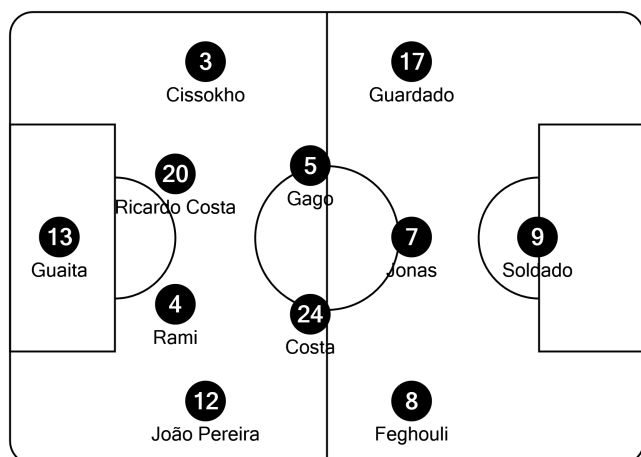 3
Cissokho
17
Guardado
20
Ricardo Costa
5
Gago
13
Guaita
7
Jonas
9
Soldado
4
Rami
24
Costa
12
João Pereira
8
Feghouli